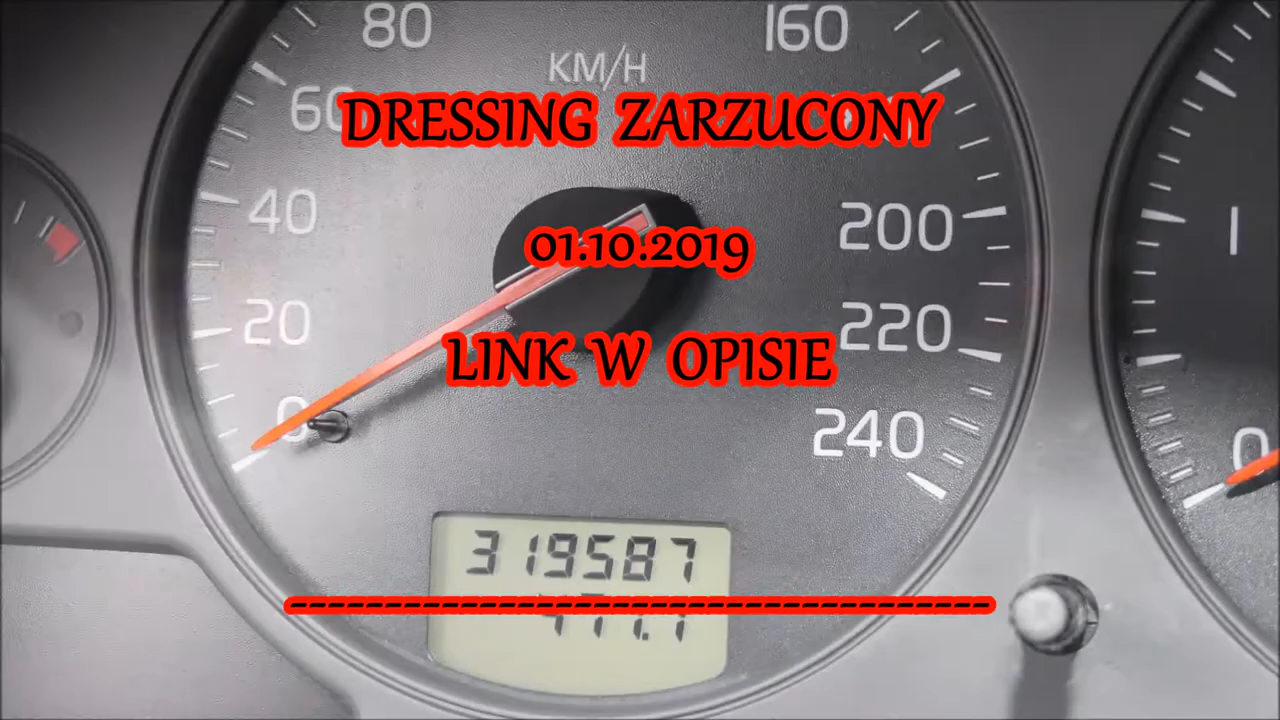 80 160
KM/H
60
DRESSING ZARZUCONY
40 200 1
01.10.2019
20 220
LINK W OPISIE
0 240 0
319587
---------------------------------